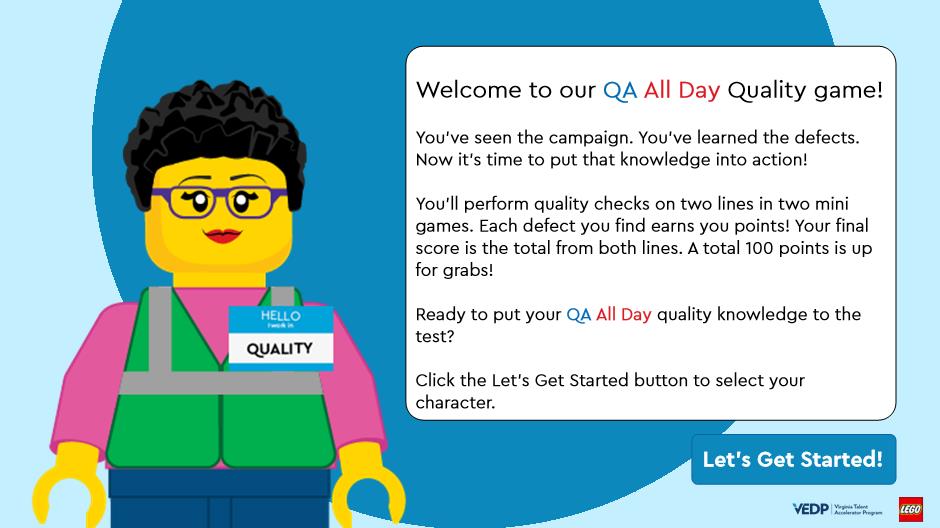 Welcome to our QA All Day Quality game!
You've seen the campaign. You've learned the defects.
Now it's time to put that knowledge into action!
You'll perform quality checks on two lines in two mini
games. Each defect you find earns you points! Your final
score is the total from both lines. A total 100 points is up
for grabs!
Ready to put your QA All Day quality knowledge to the
test?
Click the Let's Get Started button to select your
character.
HELLO
I work in
QUALITY
Let's Get Started!
VEDP
Virginia Talent
Accelerator Program
LEGO